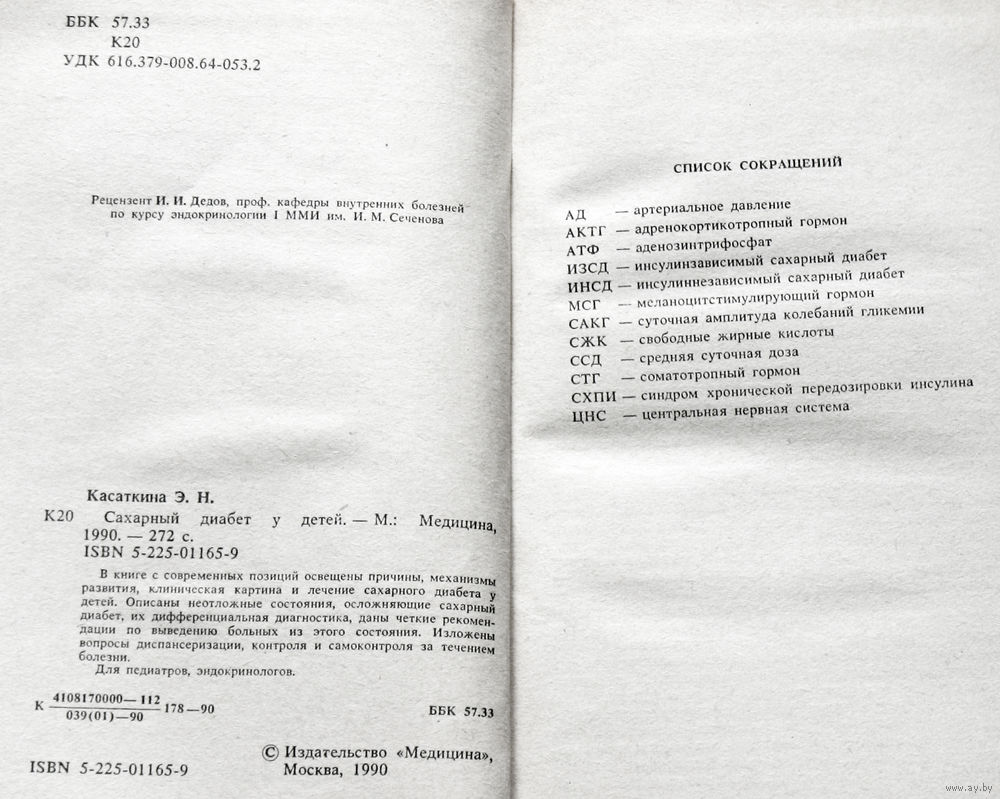 ББК 57.33
К20
УДК 616.379-008.64-053.2
Рецензент И. И. Дедов, проф. кафедры внутренних болезней
по курсу эндокринологии I ММИ им. И. М. Сеченова
Касаткина Э. Н.
К20 Сахарный диабет у детей. — М.: Медицина,
1990. — 272 с.
ISBN 5-225-01165-9
В книге с современных позиций освещены причины, механизмы
развития, клиническая картина и лечение сахарного диабета у
детей. Описаны неотложные состояния, осложняющие сахарный
диабет, их дифференциальная диагностика, даны четкие рекомен-
дации по выведению больных из этого состояния. Изложены
вопросы диспансеризации, контроля и самоконтроля за течением
болезни.
Для педиатров, эндокринологов.
К 4108170000—112
039(01)—90 178—90
ББК 57.33
ISBN 5-225-01165-9
© Издательство «Медицина»,
Москва, 1990
СПИСОК СОКРАЩЕНИЙ
АД — артериальное давление
АКТГ — адренокортикотропный гормон
АТФ — аденозинтрифосфат
ИЗСД — инсулинзависимый сахарный диабет
ИНСД — инсулиннезависимый сахарный диабет
МСГ — меланоцитстимулирующий гормон
САКГ — суточная амплитуда колебаний гликемии
СЖК — свободные жирные кислоты
ССД — средняя суточная доза
СТГ — соматотропный гормон
СХПИ — синдром хронической передозировки инсулина
ЦНС — центральная нервная система
www.ay.by